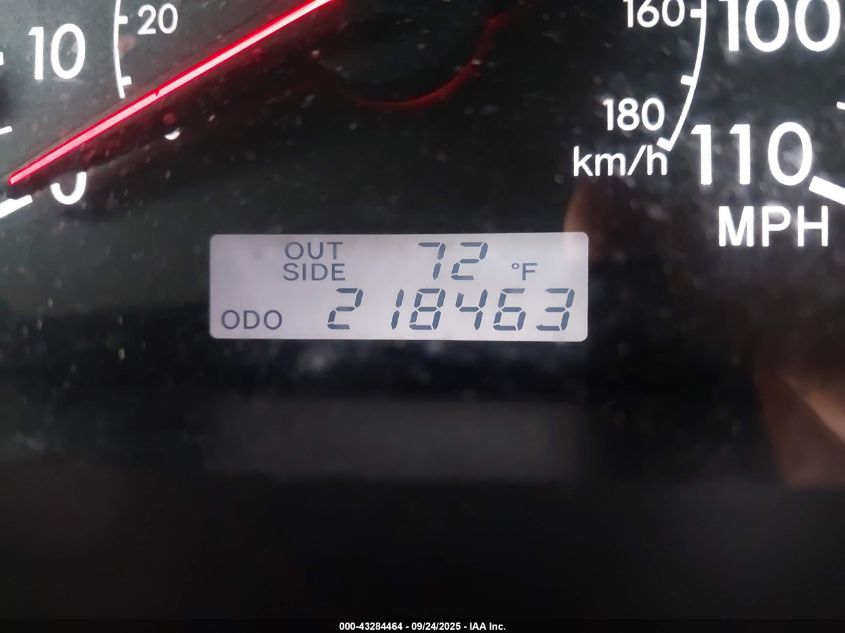 10
20
0
160
100
180
km/h
110
MPH
OUT
SIDE 72 °F
ODO 218463
000-43284464 - 09/24/2025 - IAA Inc.